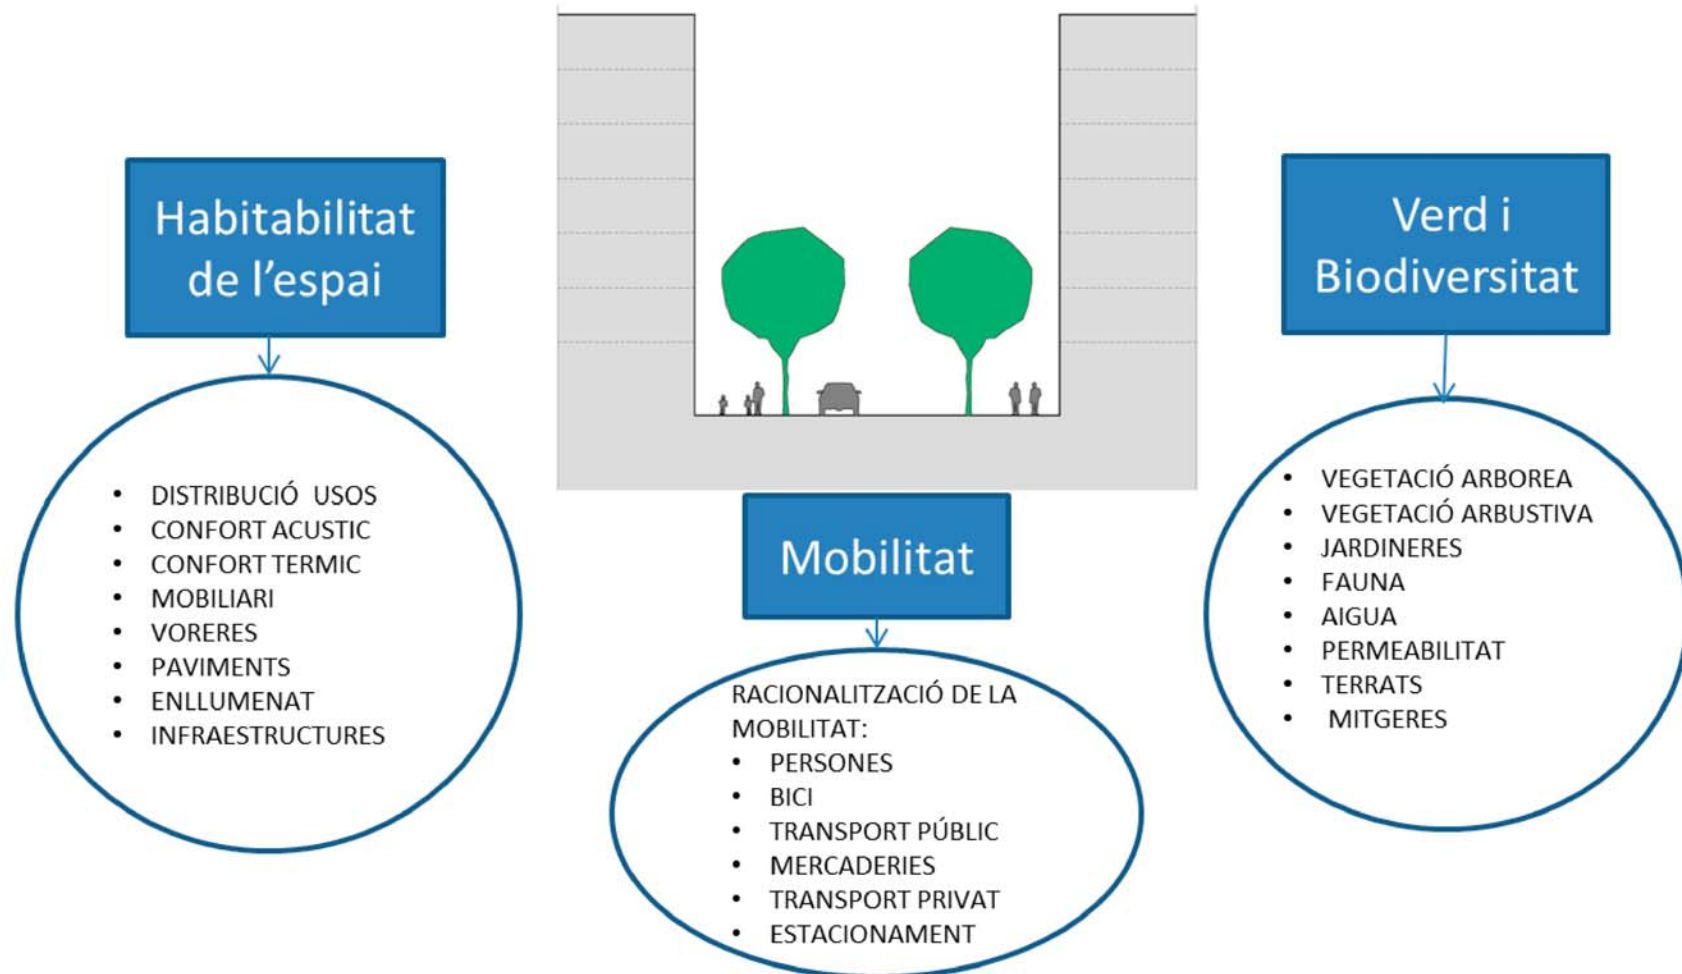 Habitabilitat
de l'espai
• DISTRIBUCIÓ USOS
• CONFORT ACUSTIC
• CONFORT TERMIC
• MOBILIARI
• VORERES
• PAVIMENTS
• ENLLUMENAT
• INFRAESTRUCTURES
Mobilitat
RACIONALITZACIÓ DE LA
MOBILITAT:
• PERSONES
• BICI
• TRANSPORT PÚBLIC
• MERCADERIES
• TRANSPORT PRIVAT
• ESTACIONAMENT
Verd i
Biodiversitat
• VEGETACIÓ ARBOREA
• VEGETACIÓ ARBUSTIVA
• JARDINERES
• FAUNA
• AIGUA
• PERMEABILITAT
• TERRATS
• MITGERES